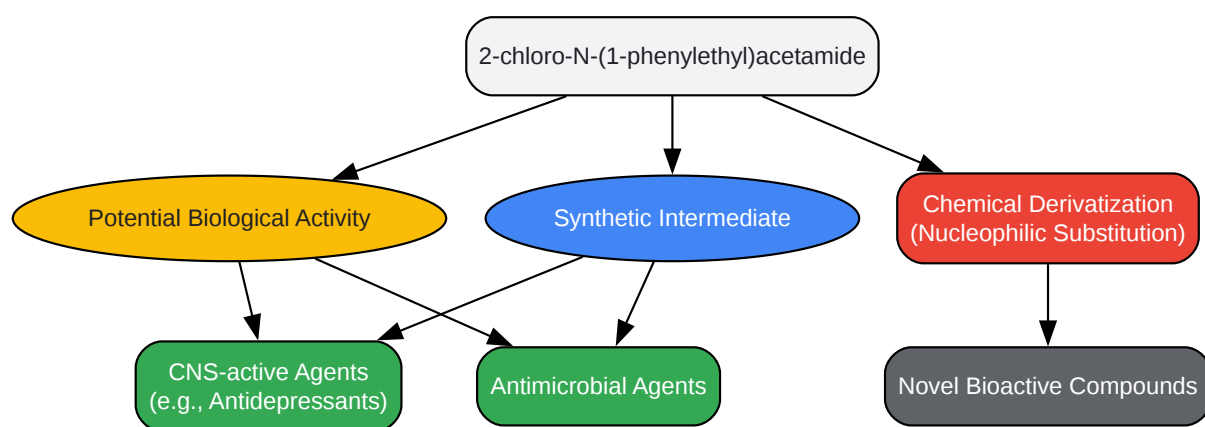 2-chloro-N-(1-phenylethyl)acetamide
Potential Biological Activity
Synthetic Intermediate
Chemical Derivatization
(Nucleophilic Substitution)
CNS-active Agents
(e.g., Antidepressants)
Antimicrobial Agents
Novel Bioactive Compounds